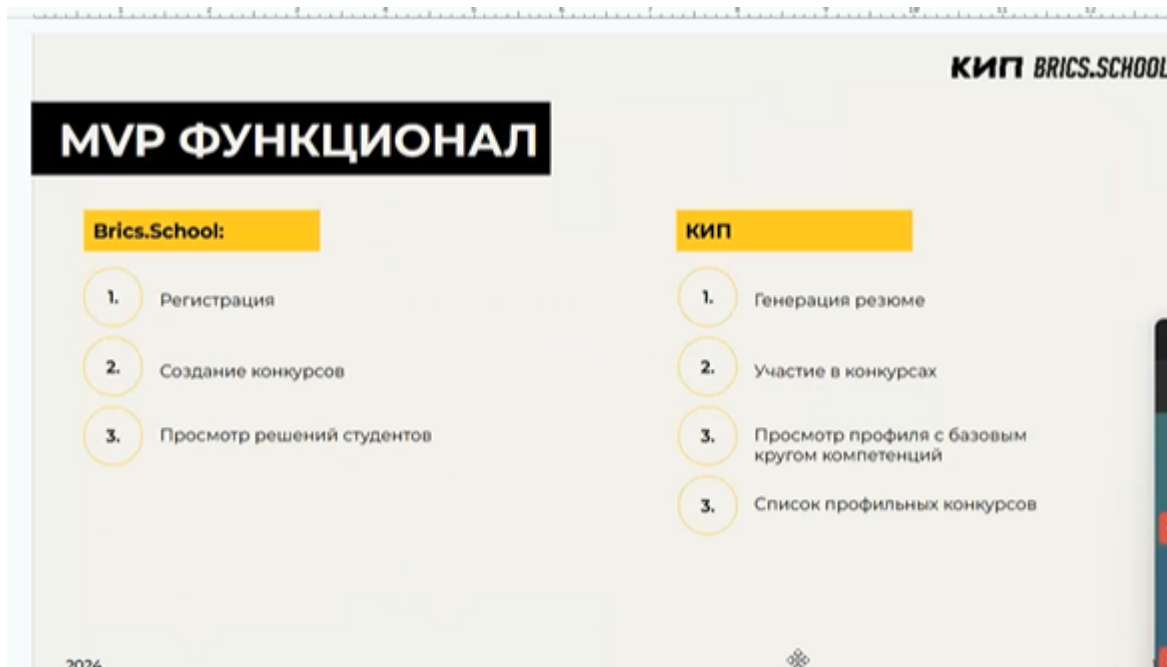 КИП BRICS.SCHOOL
MVP ФУНКЦИОНАЛ
Brics.School:
1. Регистрация
2. Создание конкурсов
3. Просмотр решений студентов
КИП
1. Генерация резюме
2. Участие в конкурсах
3. Просмотр профиля с базовым
кругом компетенций
3. Список профильных конкурсов
2024